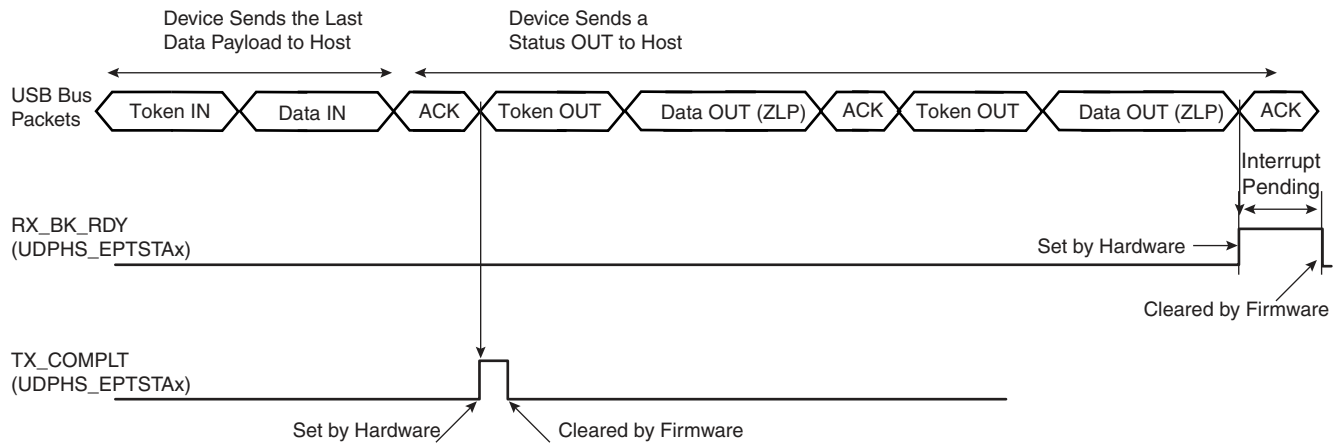 Device Sends the Last
Data Payload to Host
Device Sends a
Status OUT to Host
USB Bus
Packets
Token IN
Data IN
ACK
Token OUT
Data OUT (ZLP)
ACK
Token OUT
Data OUT (ZLP)
ACK
Interrupt
Pending
RX_BK_RDY
(UDPHS_EPTSTAx)
Set by Hardware
Cleared by Firmware
TX_COMPLT
(UDPHS_EPTSTAx)
Set by Hardware
Cleared by Firmware